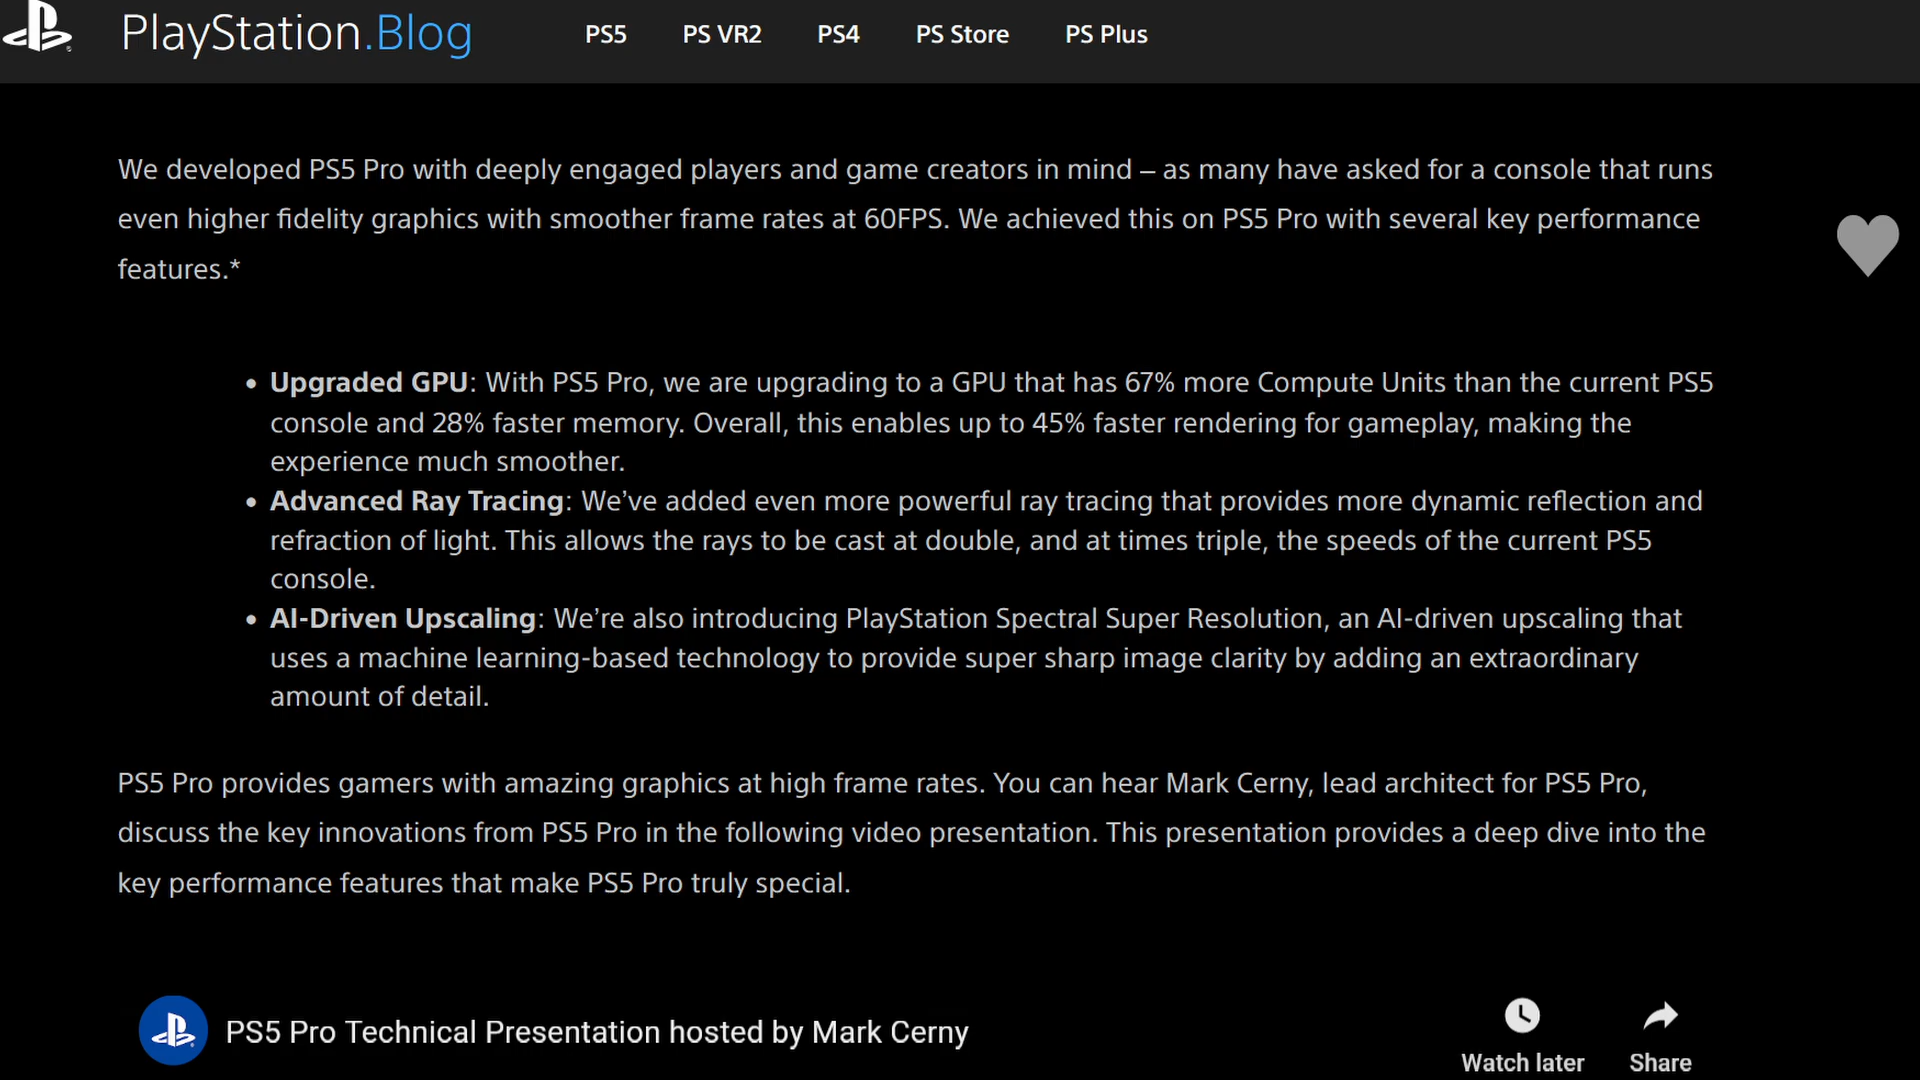 PlayStation.Blog
PS5 PS VR2 PS4 PS Store PS Plus
We developed PS5 Pro with deeply engaged players and game creators in mind – as many have asked for a console that runs
even higher fidelity graphics with smoother frame rates at 60FPS. We achieved this on PS5 Pro with several key performance
features.*
• Upgraded GPU: With PS5 Pro, we are upgrading to a GPU that has 67% more Compute Units than the current PS5
console and 28% faster memory. Overall, this enables up to 45% faster rendering for gameplay, making the
experience much smoother.
• Advanced Ray Tracing: We’ve added even more powerful ray tracing that provides more dynamic reflection and
refraction of light. This allows the rays to be cast at double, and at times triple, the speeds of the current PS5
console.
• AI-Driven Upscaling: We’re also introducing PlayStation Spectral Super Resolution, an AI-driven upscaling that
uses a machine learning-based technology to provide super sharp image clarity by adding an extraordinary
amount of detail.
PS5 Pro provides gamers with amazing graphics at high frame rates. You can hear Mark Cerny, lead architect for PS5 Pro,
discuss the key innovations from PS5 Pro in the following video presentation. This presentation provides a deep dive into the
key performance features that make PS5 Pro truly special.
PS5 Pro Technical Presentation hosted by Mark Cerny
Watch later Share